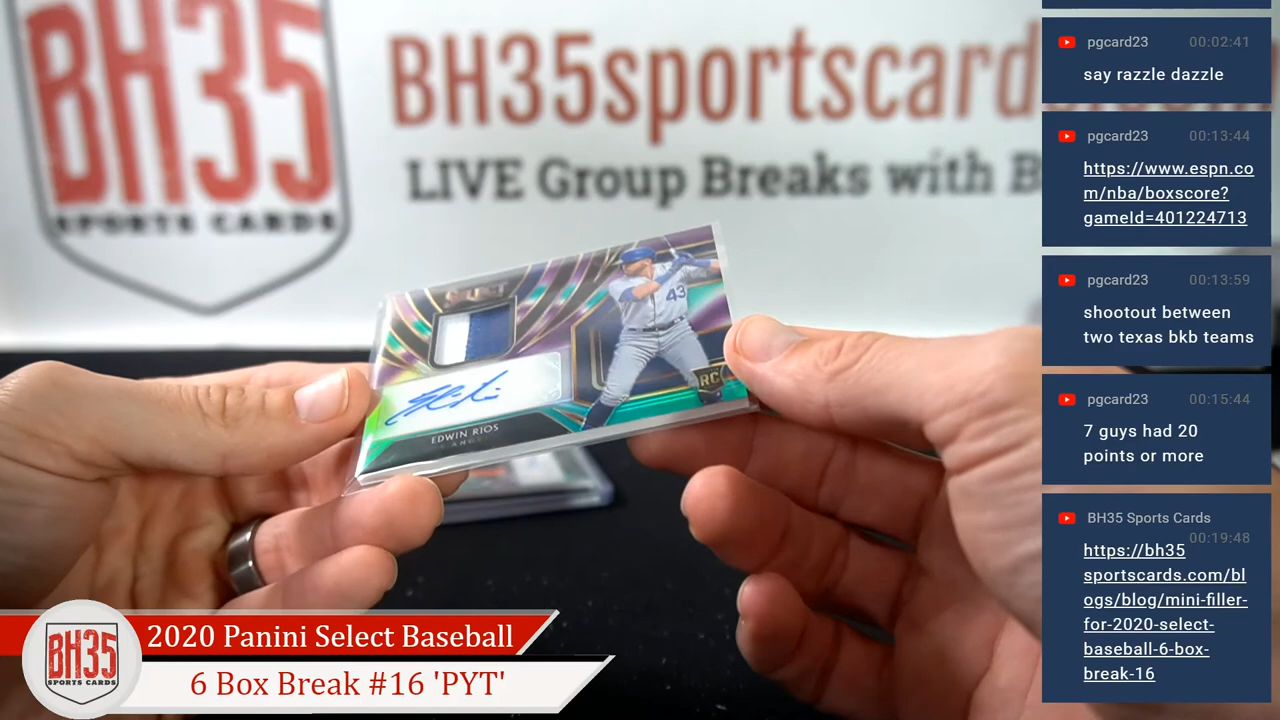 BH35
SPORTS CARDS
BH35sportscard
LIVE Group Breaks with B
SELECT
43
RC
EDWIN RIOS
BH35
SPORTS CARDS
2020 Panini Select Baseball
6 Box Break #16 'PYT'
pgcard23 00:02:41
say razzle dazzle
pgcard23 00:13:44
https://www.espn.co
m/nba/boxscore?
gameId=401224713
pgcard23 00:13:59
shootout between
two texas bkb teams
pgcard23 00:15:44
7 guys had 20
points or more
BH35 Sports Cards
00:19:48
https://bh35
sportscards.com/bl
ogs/blog/mini-filler-
for-2020-select-
baseball-6-box-
break-16